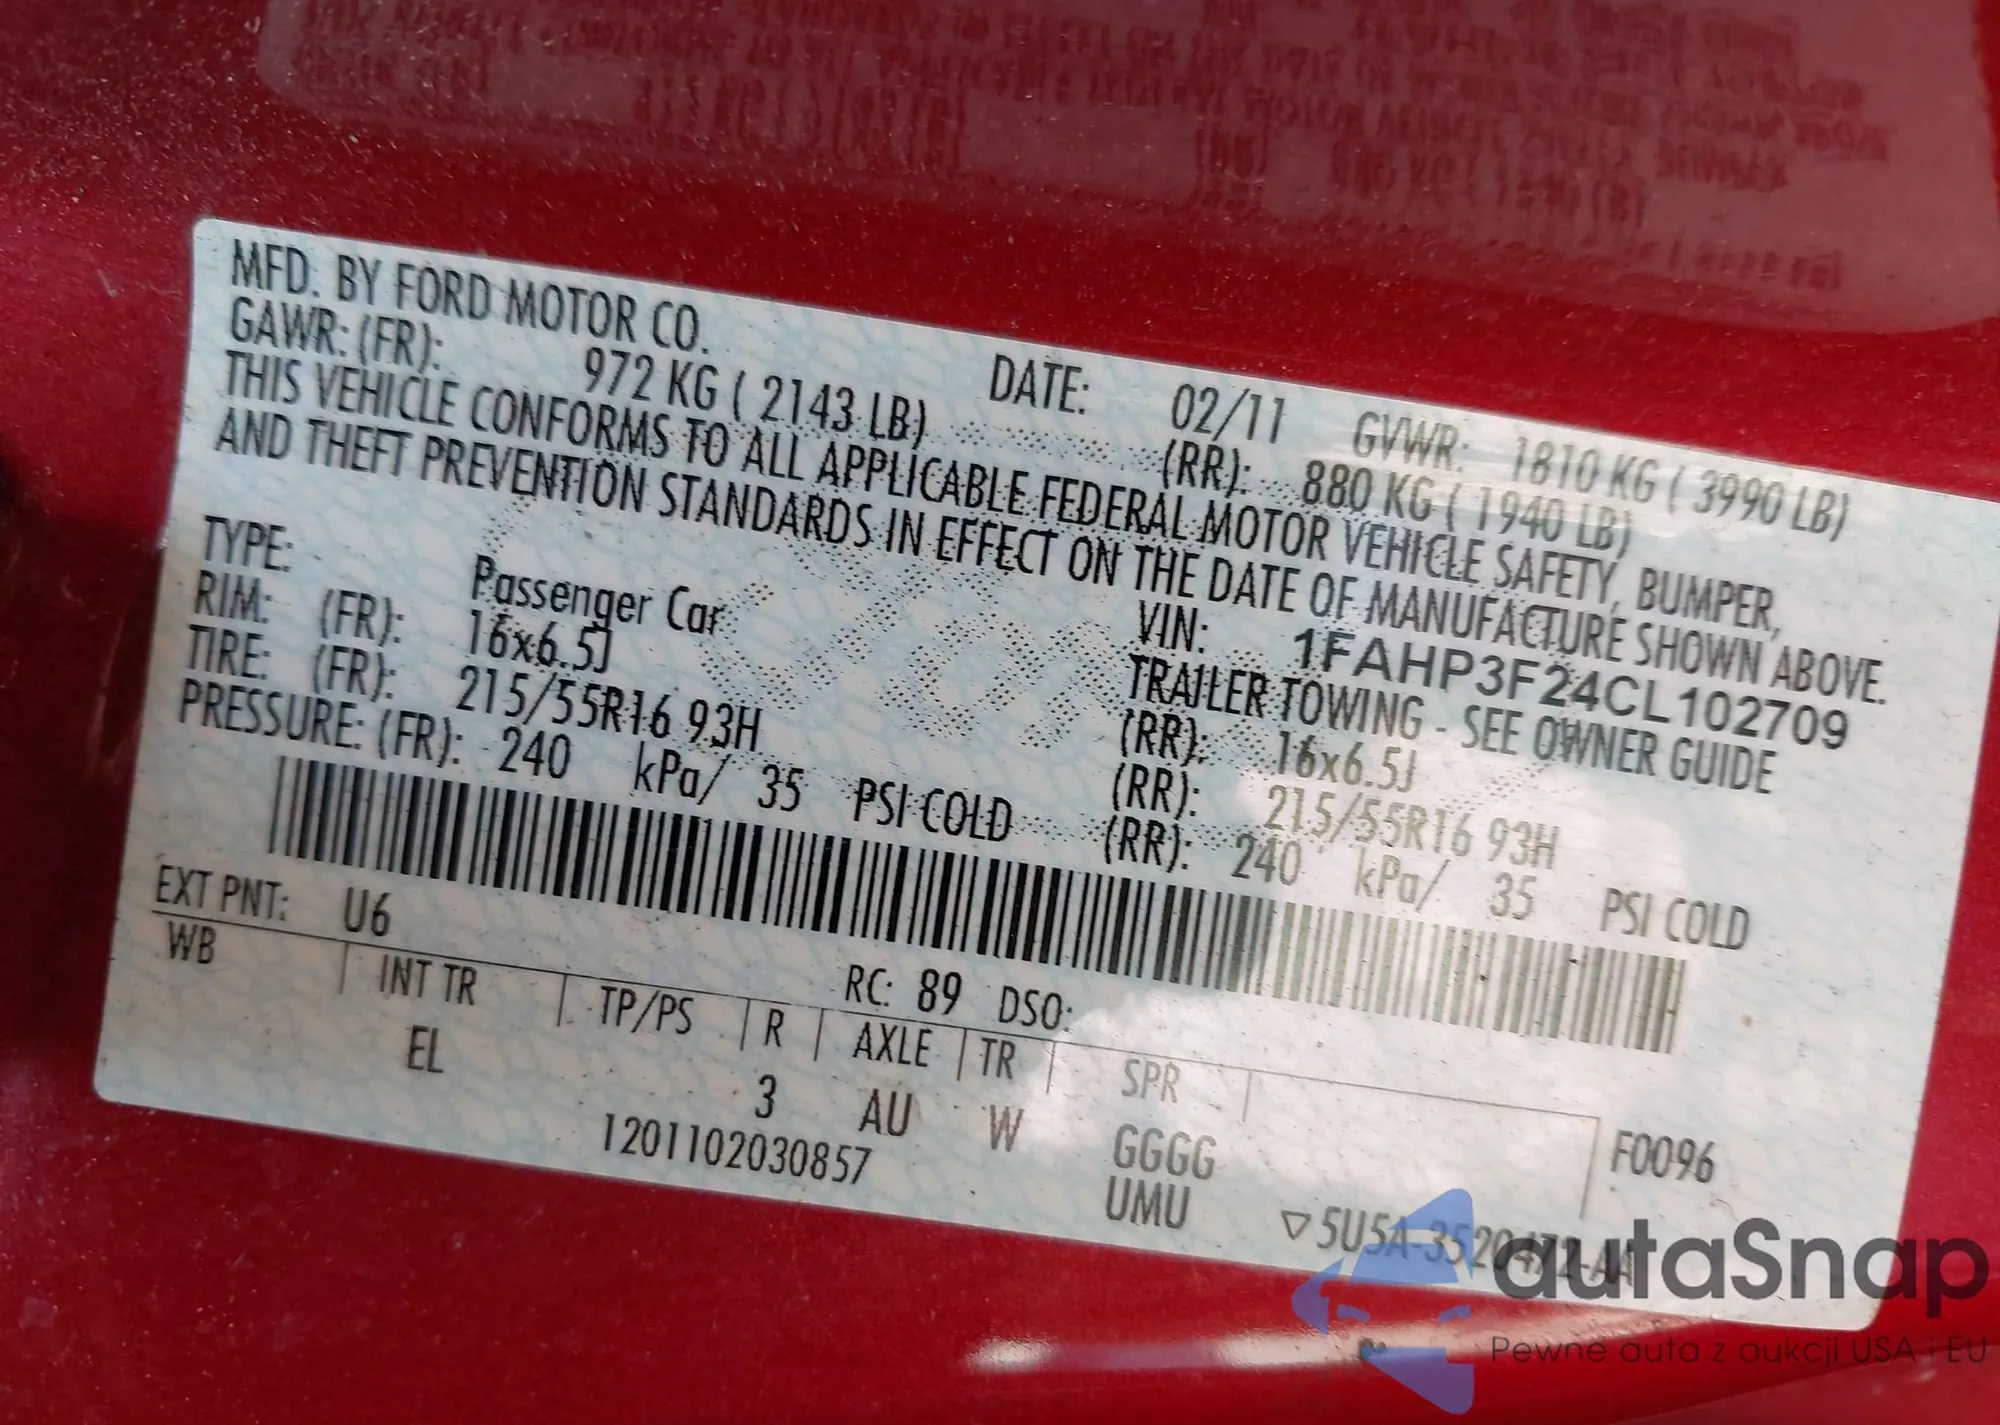 MFD. BY FORD MOTOR CO. DATE: 02/11 GVWR: 1810 KG ( 3990 LB)
GAWR: (FR): 972 KG ( 2143 LB) (RR): 880 KG ( 1940 LB)
THIS VEHICLE CONFORMS TO ALL APPLICABLE FEDERAL MOTOR VEHICLE SAFETY, BUMPER,
AND THEFT PREVENTION STANDARDS IN EFFECT ON THE DATE OF MANUFACTURE SHOWN ABOVE.
VIN: 1FAHP3F24CL102709
TYPE: Passenger Car TRAILER TOWING - SEE OWNER GUIDE
RIM: (FR): 16x6.5J (RR): 16x6.5J
TIRE: (FR): 215/55R16 93H (RR): 215/55R16 93H
PRESSURE: (FR): 240 kPa/ 35 PSI COLD (RR): 240 kPa/ 35 PSI COLD
EXT PNT: U6 RC: 89 DSO:
WB INT TR TP/PS R AXLE TR SPR
EL 3 AU W GGGG F0096
1201102030857 UMU ▽5U5A-3520472-AA
autaSnap
Pewne auta z aukcji USA i EU